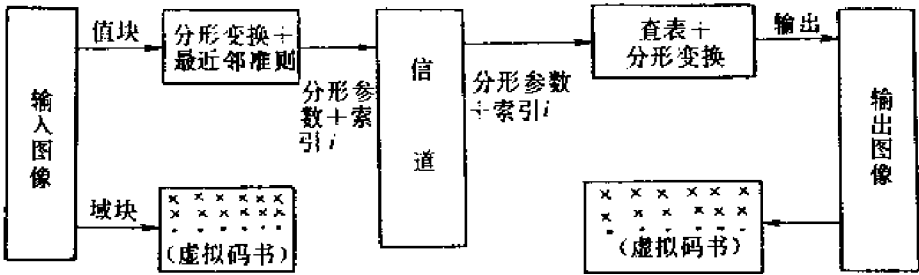 输入图像
值块
域块
分形变换+
最近邻准则
(虚拟码书)
分形参
数+索
引i
信道
分形参数
+索引i
查表+
分形变换
输出
输出图像
(虚拟码书)